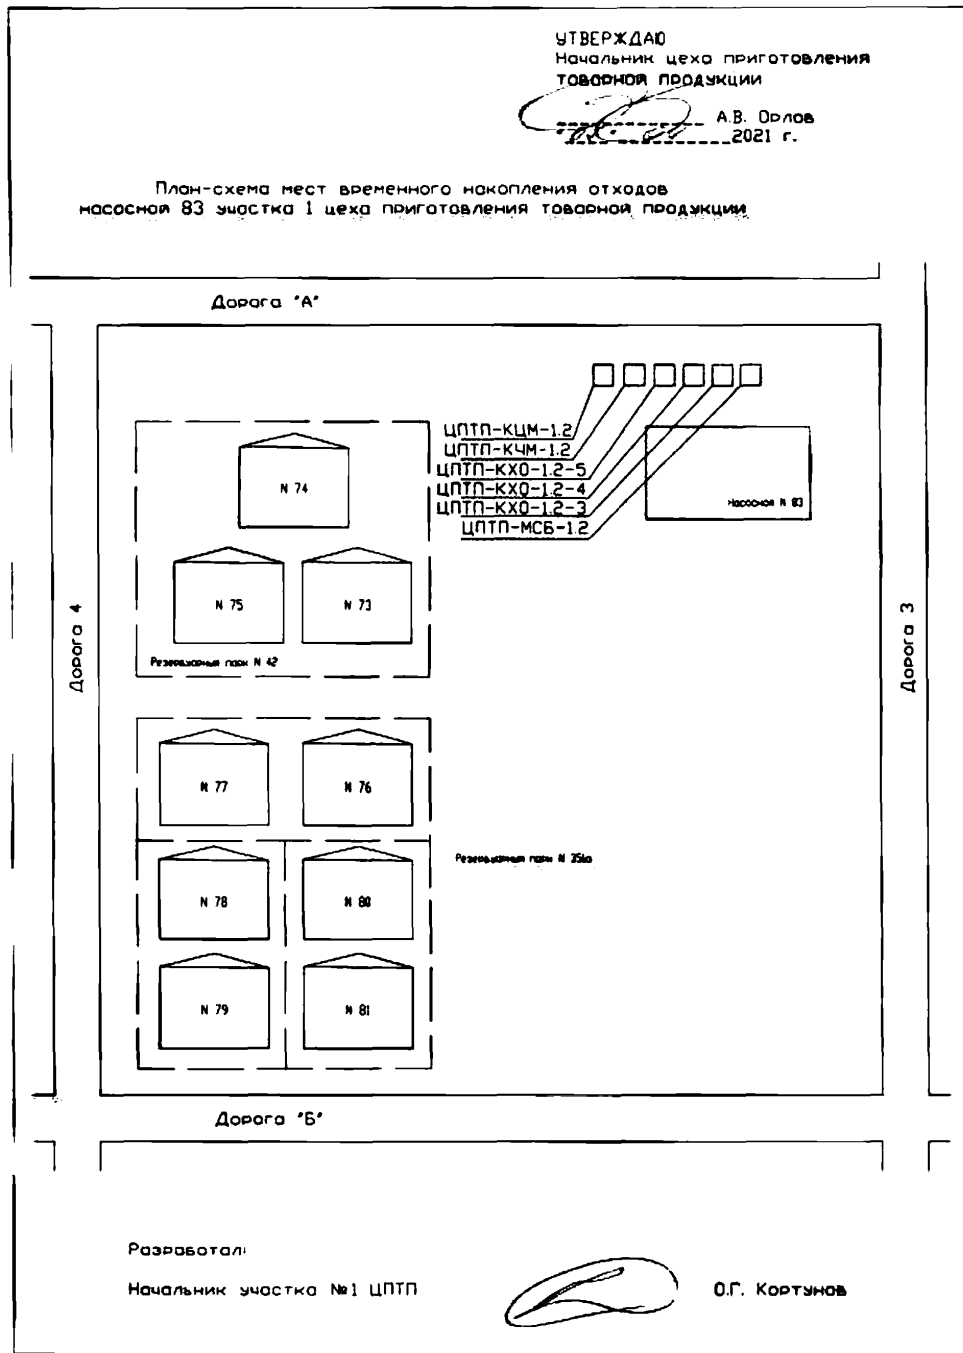 УТВЕРЖДАЮ
Начальник цеха приготовления
товарной продукции
А.В. Орлов
2021 г.
План-схема мест временного накопления отходов
насосной 83 участка 1 цеха приготовления товарной продукции
Дорога "А"
ЦПТП-КЦМ-1.2
ЦПТП-КЧМ-1.2
ЦПТП-КХО-1.2-5
ЦПТП-КХО-1.2-4
ЦПТП-КХО-1.2-3
ЦПТП-МСБ-1.2
Насосная N 83
N 74
N 75
N 73
Резервуарный парк N 42
Дорога 4
Дорога 3
N 77
N 76
Резервуарный парк N 35ба
N 78
N 80
N 79
N 81
Дорога "Б"
Разработал:
Начальник участка №1 ЦПТП
О.Г. Кортунов